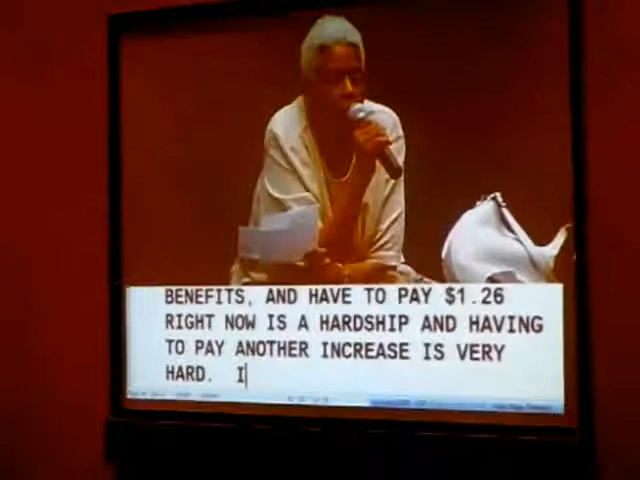 BENEFITS, AND HAVE TO PAY $1.26
RIGHT NOW IS A HARDSHIP AND HAVING
TO PAY ANOTHER INCREASE IS VERY
HARD. I